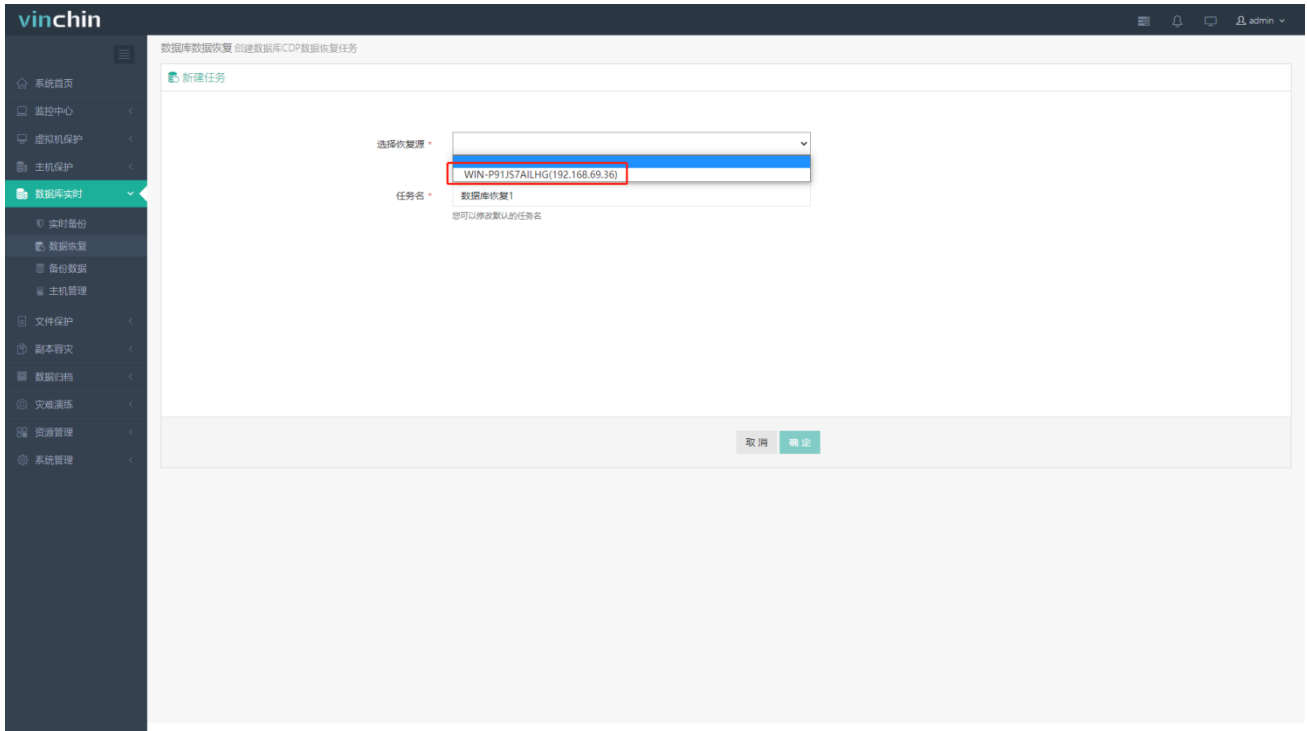 vinchin
admin
数据库数据恢复 创建数据库CDP数据恢复任务
新建任务
系统首页
监控中心
虚拟机保护
主机保护
数据库实时
实时备份
数据恢复
备份数据
主机管理
文件保护
副本容灾
数据归档
灾难演练
资源管理
系统管理
选择恢复源 *
WIN-P91JS7AILHG(192.168.69.36)
任务名 *
数据库恢复1
您可以修改默认的任务名
取消
确定